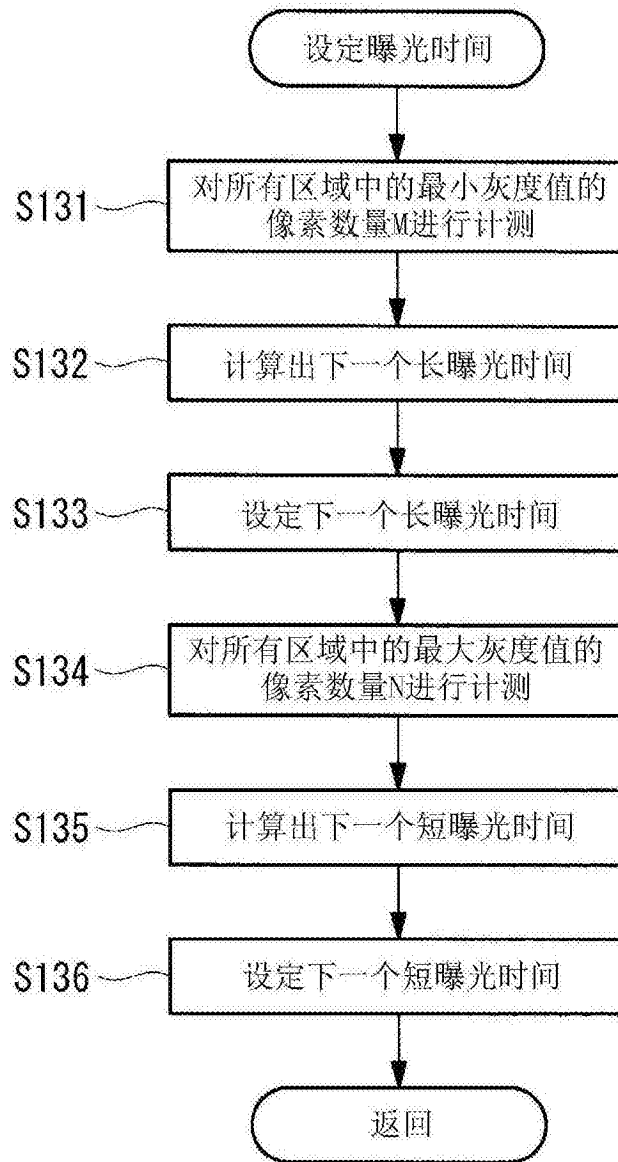 设定曝光时间
S131
对所有区域中的最小灰度值的
像素数量M进行计测
S132
计算出下一个长曝光时间
S133
设定下一个长曝光时间
S134
对所有区域中的最大灰度值的
像素数量N进行计测
S135
计算出下一个短曝光时间
S136
设定下一个短曝光时间
返回